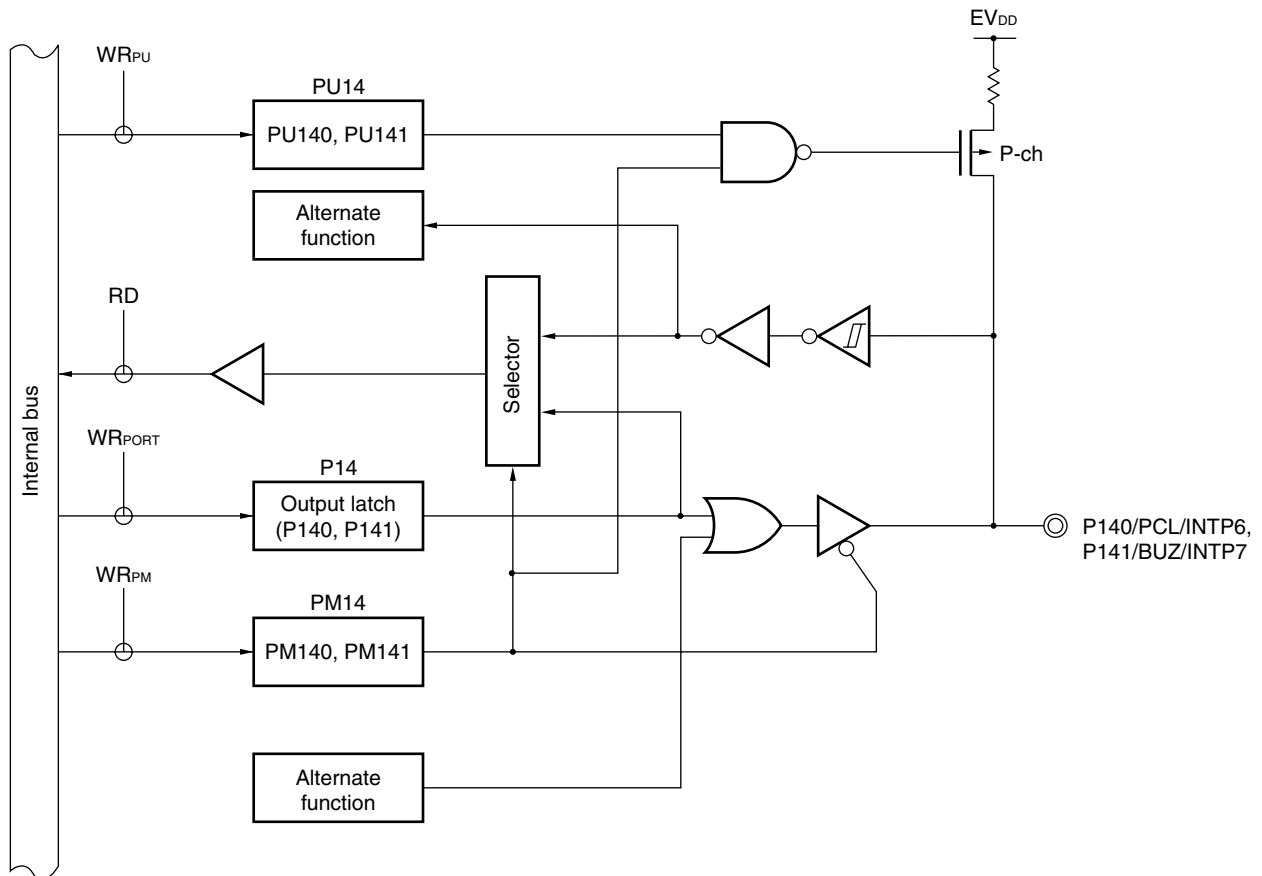 EVDD
WRPU
PU14
PU140, PU141
P-ch
Alternate
function
RD
Selector
Internal bus
WRPORT
P14
Output latch
(P140, P141)
P140/PCL/INTP6,
P141/BUZ/INTP7
WRPM
PM14
PM140, PM141
Alternate
function